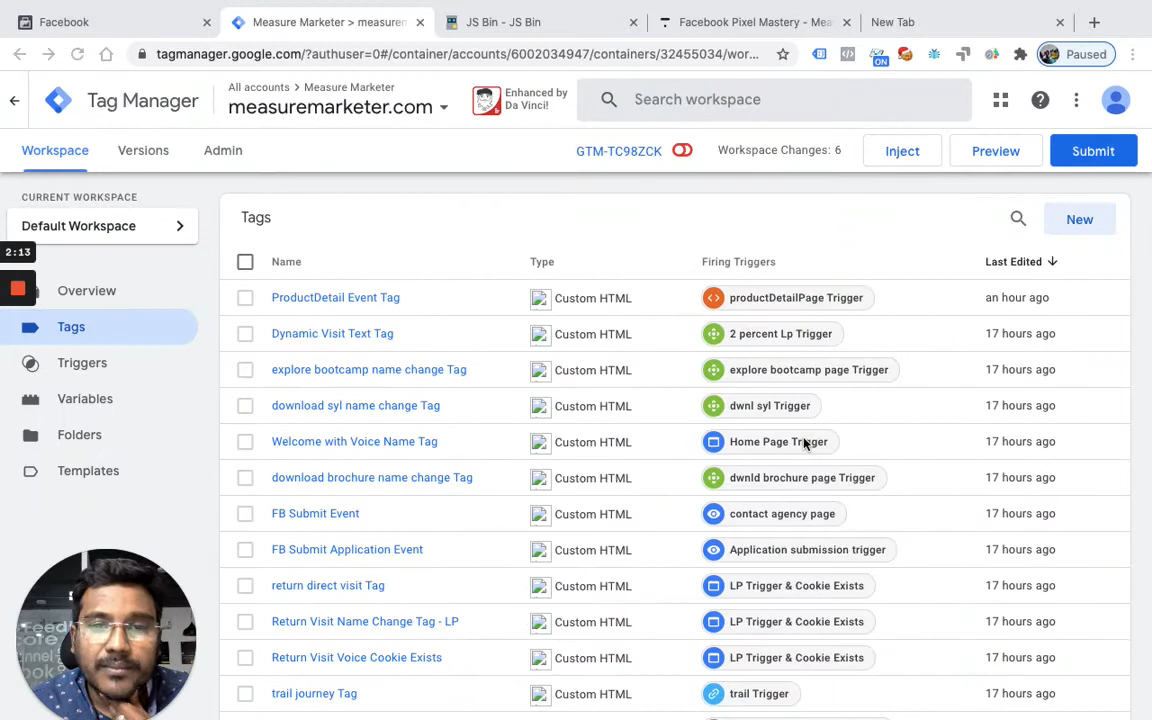 Facebook
Measure Marketer > measurem
JS Bin - JS Bin
Facebook Pixel Mastery - Mea
New Tab
tagmanager.google.com/?authuser=0#/container/accounts/6002034947/containers/32455034/wor...
ON
Paused
Tag Manager
All accounts > Measure Marketer
measuremarketer.com
Enhanced by
Da Vinci!
Search workspace
Workspace
Versions
Admin
GTM-TC98ZCK
Workspace Changes: 6
Inject
Preview
Submit
CURRENT WORKSPACE
Default Workspace
2:13
Overview
Tags
Triggers
Variables
Folders
Templates
Tags
New
Name Type Firing Triggers Last Edited
ProductDetail Event Tag Custom HTML productDetailPage Trigger an hour ago
Dynamic Visit Text Tag Custom HTML 2 percent Lp Trigger 17 hours ago
explore bootcamp name change Tag Custom HTML explore bootcamp page Trigger 17 hours ago
download syl name change Tag Custom HTML dwnl syl Trigger 17 hours ago
Welcome with Voice Name Tag Custom HTML Home Page Trigger 17 hours ago
download brochure name change Tag Custom HTML dwnld brochure page Trigger 17 hours ago
FB Submit Event Custom HTML contact agency page 17 hours ago
FB Submit Application Event Custom HTML Application submission trigger 17 hours ago
return direct visit Tag Custom HTML LP Trigger & Cookie Exists 17 hours ago
Return Visit Name Change Tag - LP Custom HTML LP Trigger & Cookie Exists 17 hours ago
Return Visit Voice Cookie Exists Custom HTML LP Trigger & Cookie Exists 17 hours ago
trail journey Tag Custom HTML trail Trigger 17 hours ago